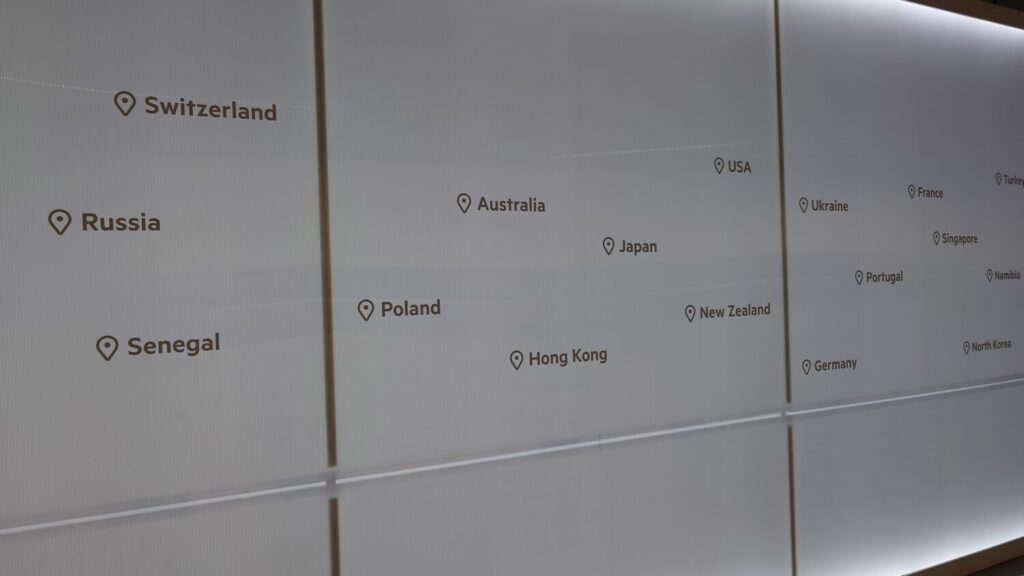 Switzerland
Russia
Senegal
Australia
Poland
Japan
Hong Kong
USA
New Zealand
Ukraine
France
Turkey
Singapore
Portugal
Namibia
Germany
North Korea